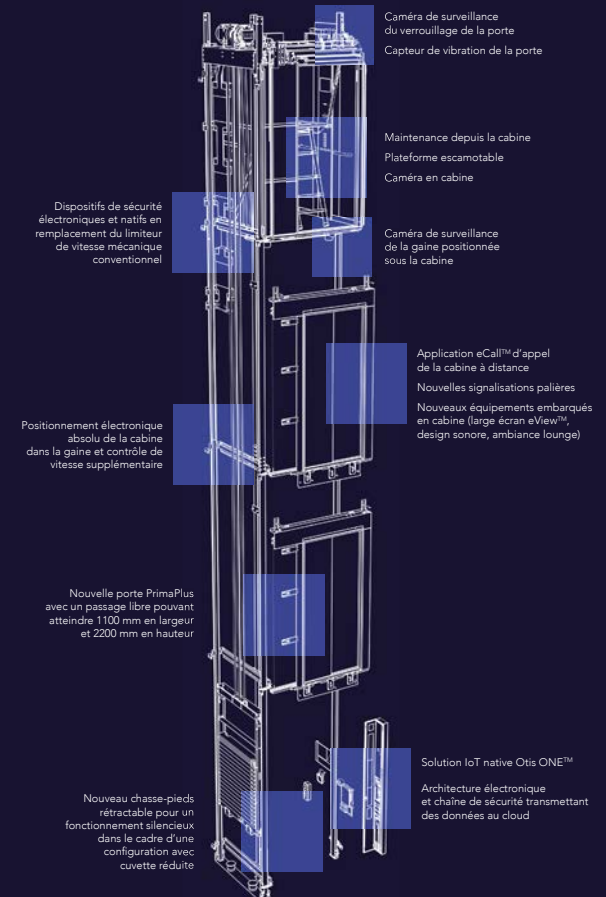 Caméra de surveillance
du verrouillage de la porte
Capteur de vibration de la porte
Maintenance depuis la cabine
Plateforme escamotable
Caméra en cabine
Dispositifs de sécurité
électroniques et natifs en
remplacement du limiteur
de vitesse mécanique
conventionnel
Caméra de surveillance
de la gaine positionnée
sous la cabine
Application eCall™ d'appel
de la cabine à distance
Nouvelles signalisations palières
Nouveaux équipements embarqués
en cabine (large écran eView™,
design sonore, ambiance lounge)
Positionnement électronique
absolu de la cabine
dans la gaine et contrôle de
vitesse supplémentaire
Nouvelle porte PrimaPlus
avec un passage libre pouvant
atteindre 1100 mm en largeur
et 2200 mm en hauteur
Solution IoT native Otis ONE™
Architecture électronique
et chaîne de sécurité transmettant
des données au cloud
Nouveau chasse-pieds
rétractable pour un
fonctionnement silencieux
dans le cadre d'une
configuration avec
cuvette réduite